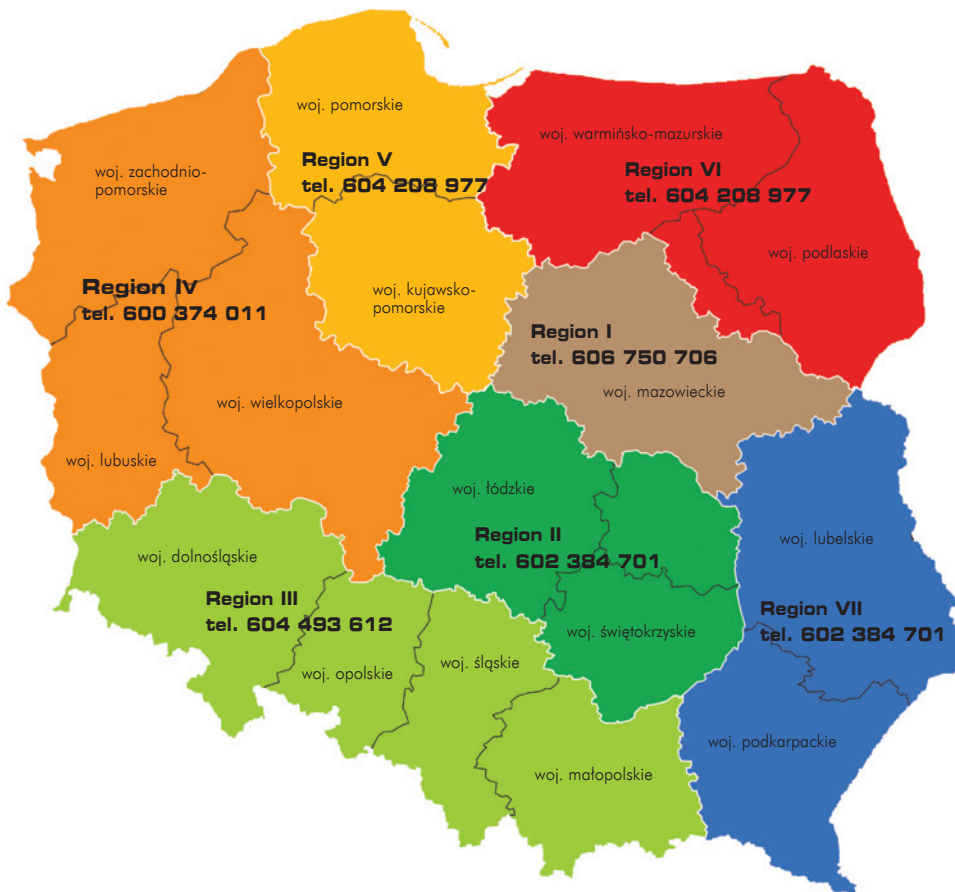 woj. pomorskie
woj. warmińsko-mazurskie
Region V
tel. 604 208 977
woj. zachodnio-
pomorskie
Region VI
tel. 604 208 977
woj. podlaskie
Region IV
tel. 600 374 011
woj. kujawsko-
pomorskie
Region I
tel. 606 750 706
woj. mazowieckie
woj. wielkopolskie
woj. lubuskie
woj. łódzkie
Region II
tel. 602 384 701
woj. lubelskie
woj. dolnośląskie
Region III
tel. 604 493 612
Region VII
tel. 602 384 701
woj. świętokrzyskie
woj. opolskie
woj. śląskie
woj. podkarpackie
woj. małopolskie